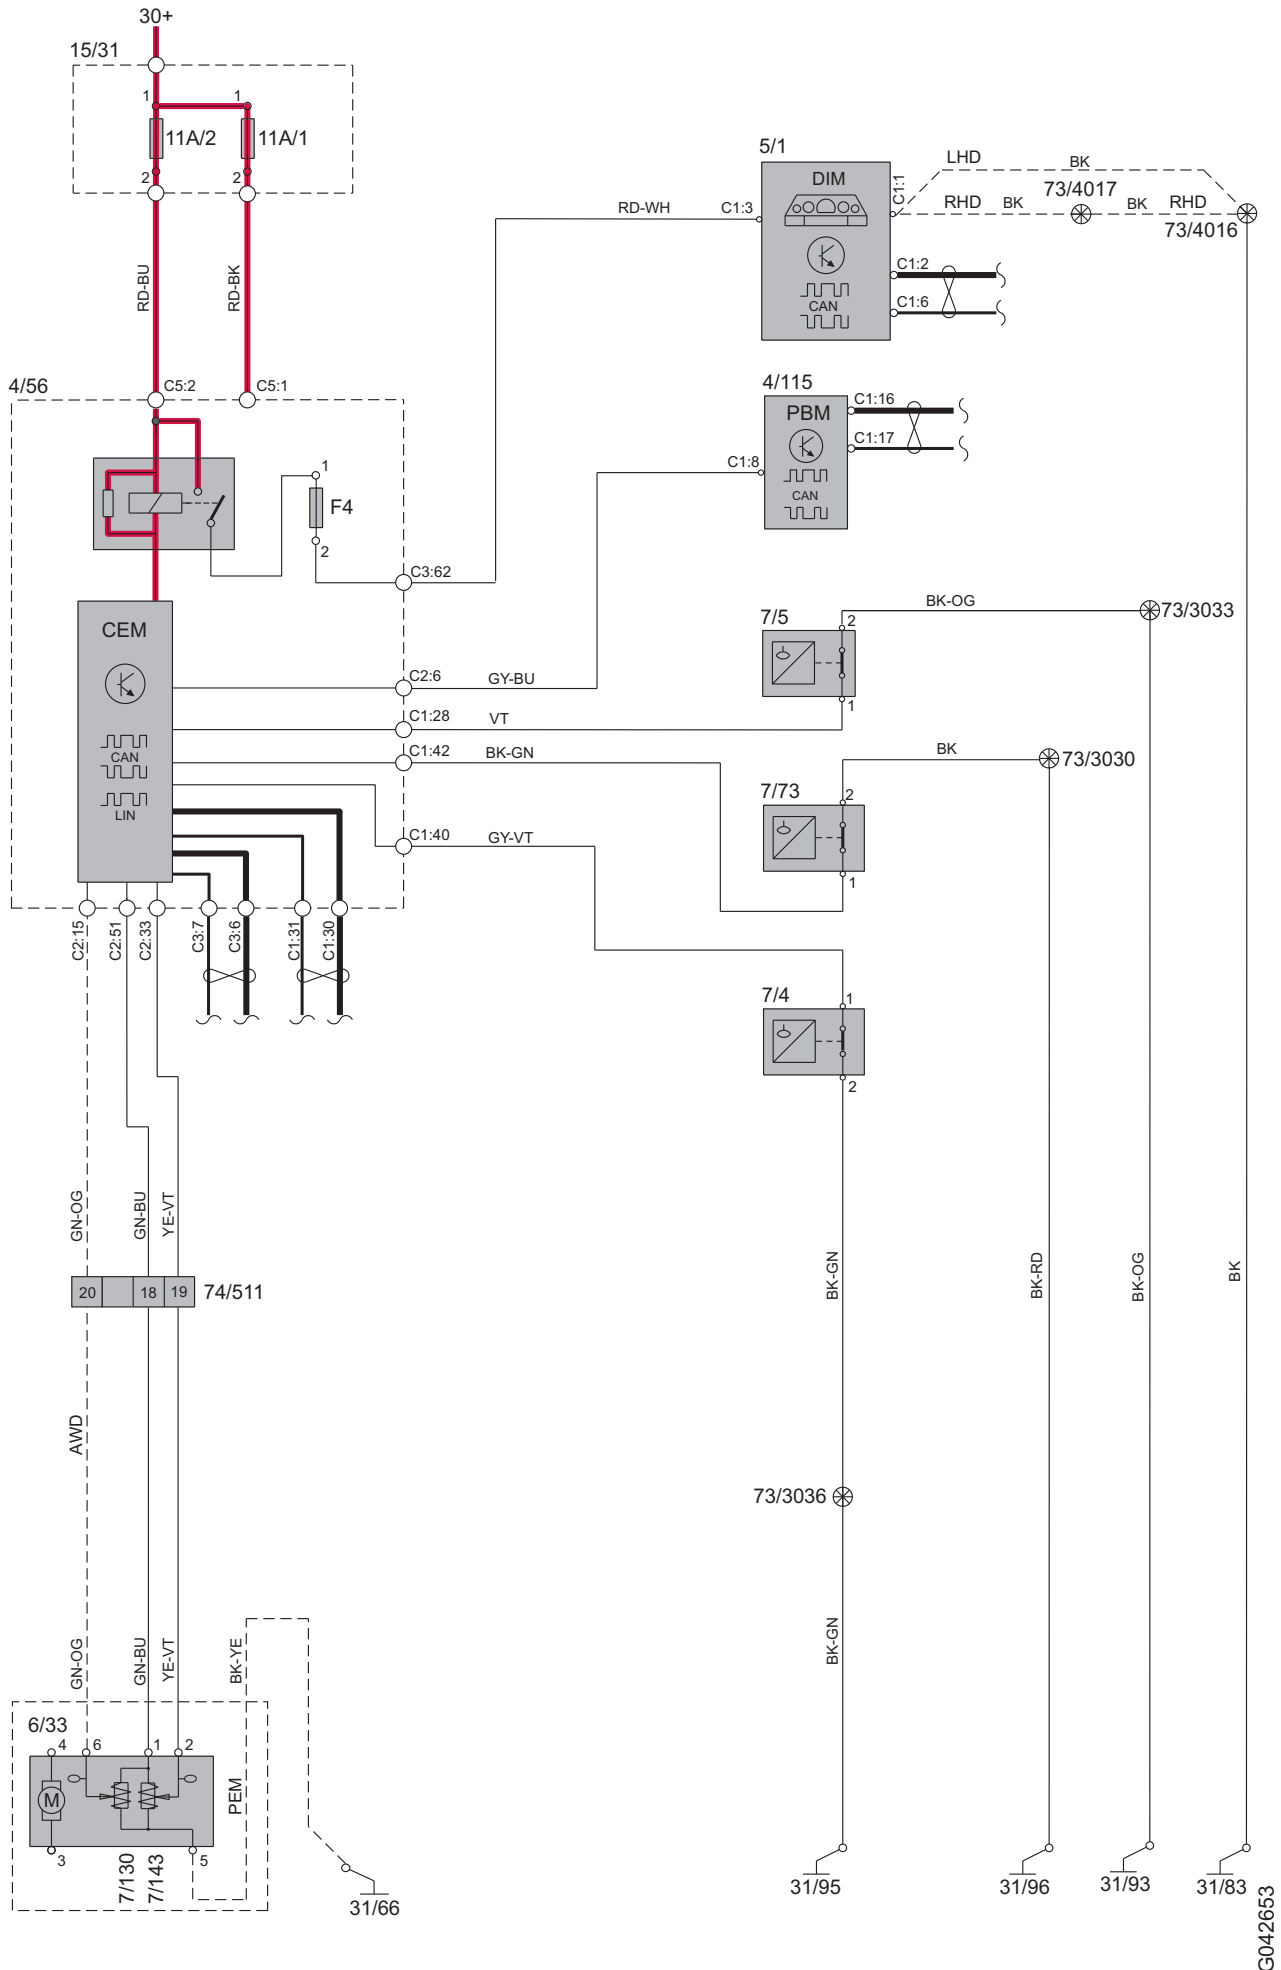 30+
15/31
1
1
11A/2
11A/1
2
2
RD-BU
RD-BK
5/1
DIM
C1:1
CAN
C1:3
RD-WH
LHD
BK
73/4017
RHD
BK
BK
RHD
73/4016
C1:2
C1:6
4/56
C5:2
C5:1
4/115
PBM
CAN
C1:16
C1:17
C1:8
1
F4
2
C3:62
CEM
CAN
LIN
C2:6
GY-BU
C1:28
VT
C1:42
BK-GN
C1:40
GY-VT
7/5
2
1
BK-OG
73/3033
7/73
2
1
BK
73/3030
7/4
1
2
C2:15
C2:51
C2:33
C3:7
C3:6
C1:31
C1:30
GN-OG
GN-BU
YE-VT
BK-GN
BK-RD
BK-OG
BK
20
18
19
74/511
AWD
73/3036
GN-OG
GN-BU
YE-VT
BK-YE
BK-GN
6/33
4
6
1
2
M
PEM
3
5
7/130
7/143
31/66
31/95
31/96
31/93
31/83
G042653